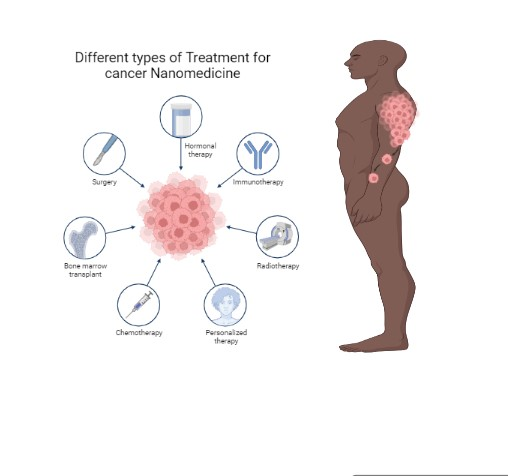 Different types of Treatment for
cancer Nanomedicine
Hormonal
therapy
Surgery
Immunotherapy
Bone marrow
transplant
Radiotherapy
Chemotherapy
Personalized
therapy